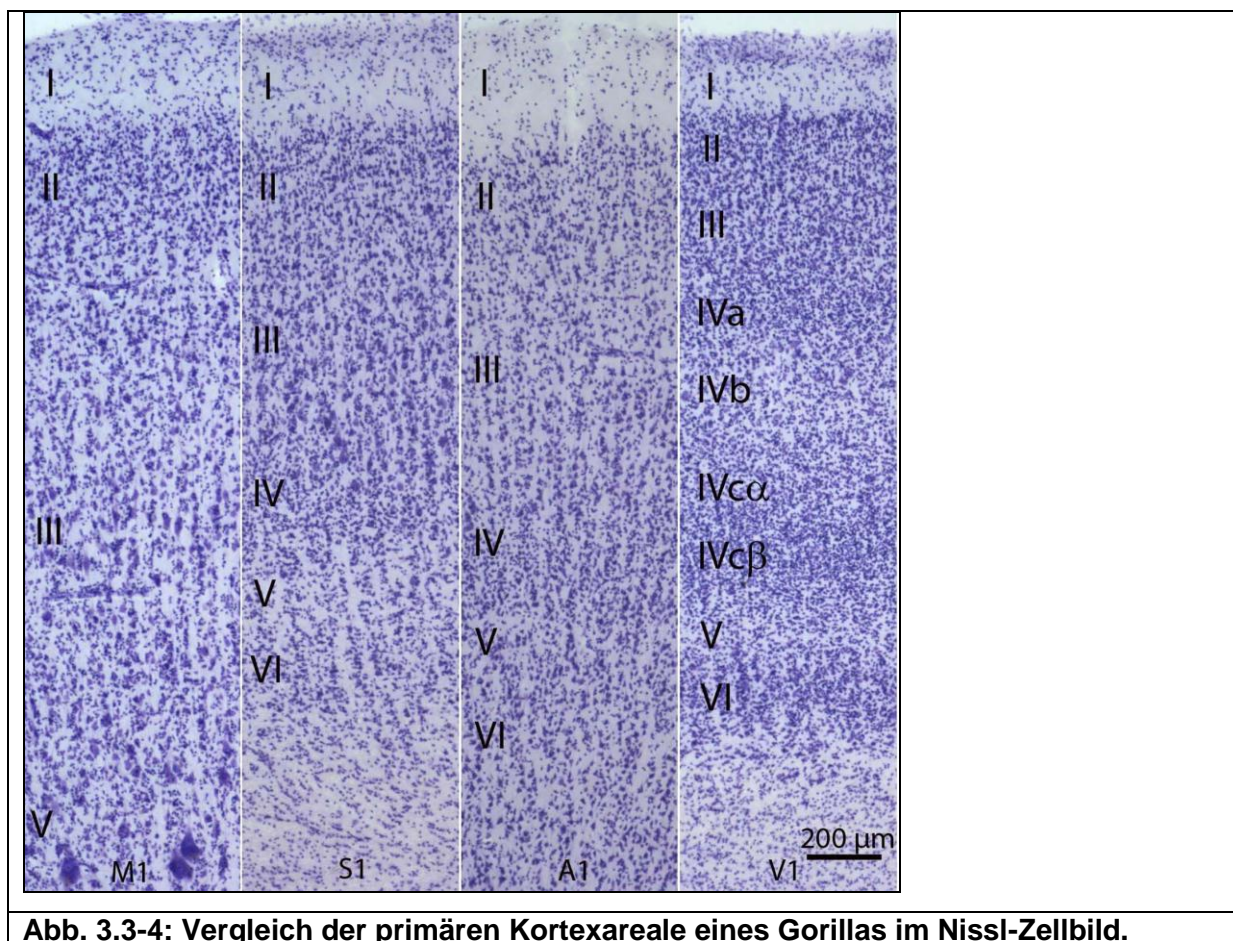 I
II
III
V
M1
I
II
III
IV
V
VI
S1
I
II
III
IV
V
VI
A1
I
II
III
IVa
IVb
IVcα
IVcβ
V
VI
200 µm
V1
Abb. 3.3-4: Vergleich der primären Kortexareale eines Gorillas im Nissl-Zellbild.